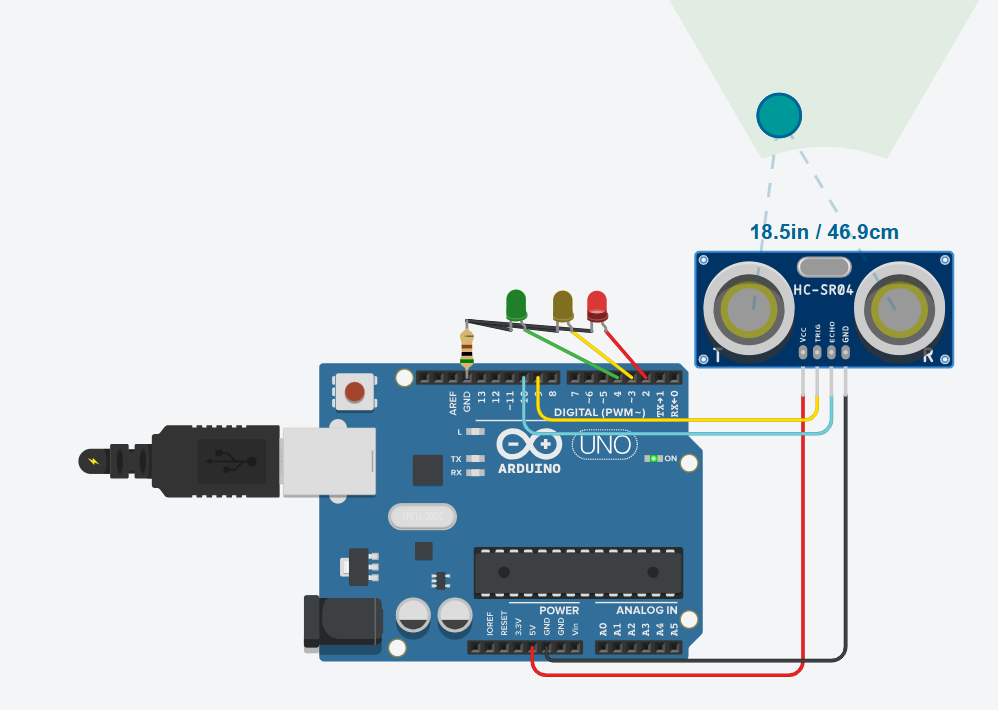 18.5in / 46.9cm
HC-SR04
VCC
TRIG
ECHO
GND
T
R
AREF
GND
13
12
~11
10
9
8
7
~6
~5
4
~3
2
TX→1
RX←0
DIGITAL (PWM~)
L
TX
RX
ARDUINO
UNO
ON
POWER
ANALOG IN
IOREF
RESET
3.3V
5V
GND
GND
Vin
A0
A1
A2
A3
A4
A5